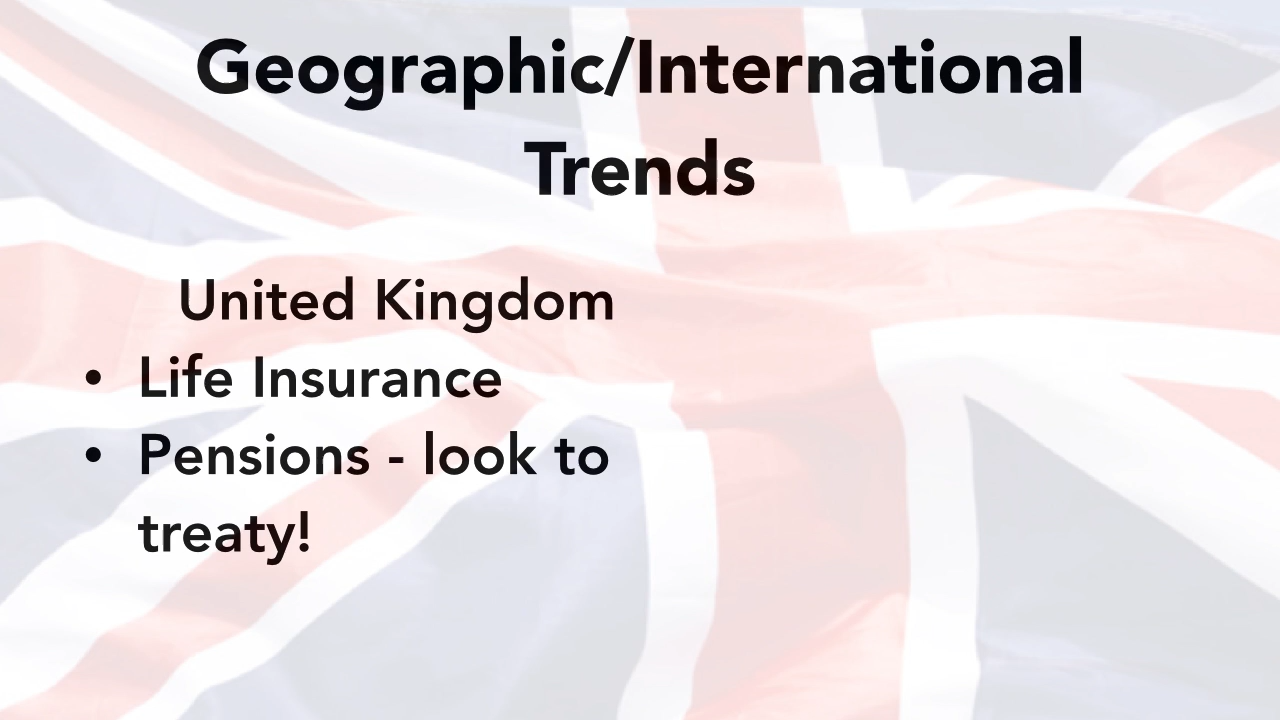 Geographic/International
Trends
United Kingdom
• Life Insurance
• Pensions - look to
treaty!